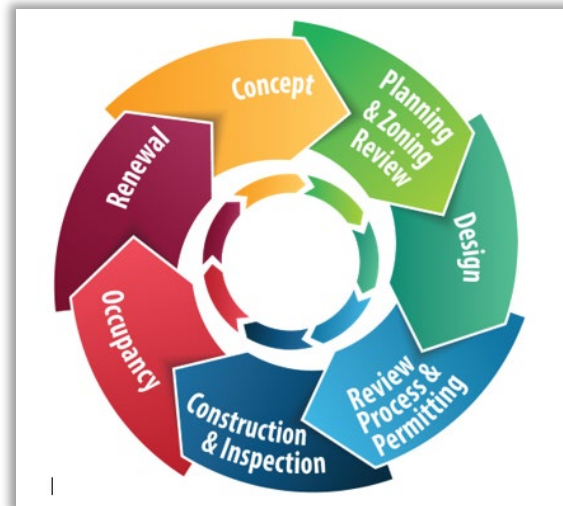 Concept
Planning
& Zoning
Review
Design
Review
Process &
Permitting
Construction
& Inspection
Occupancy
Renewal